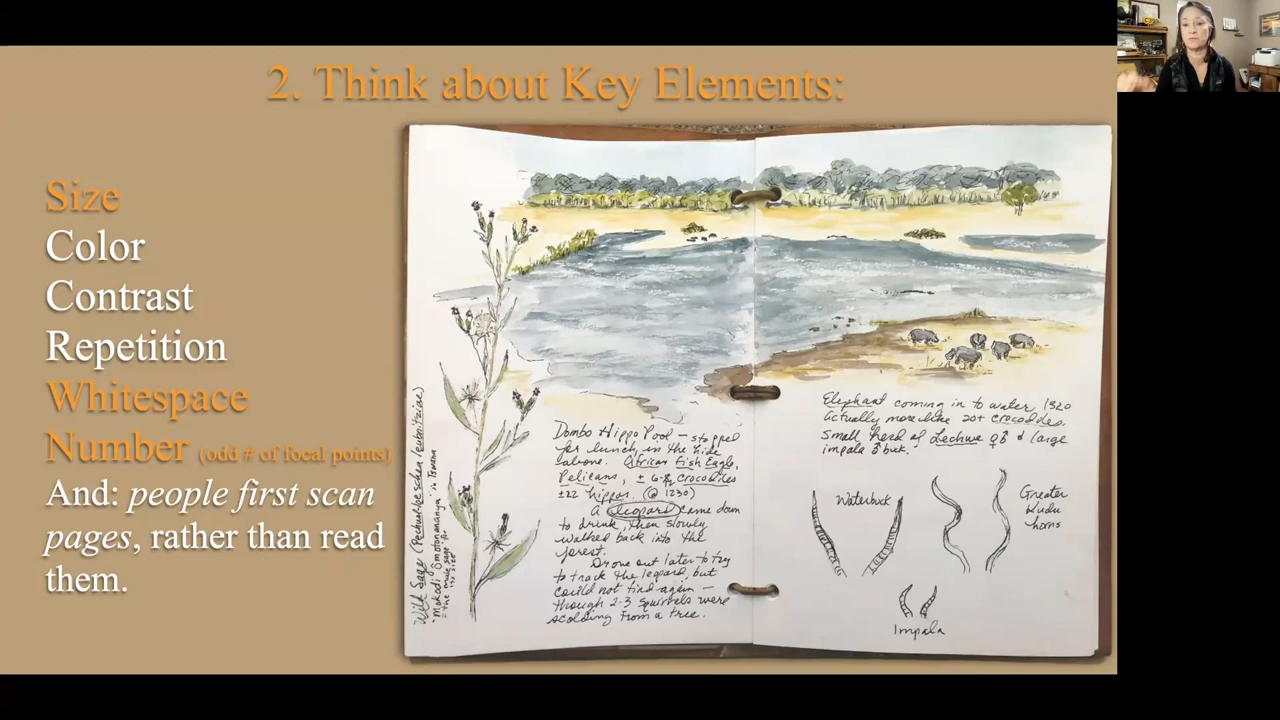 2. Think about Key Elements:
Size
Color
Contrast
Repetition
Whitespace
Number (odd # of focal points)
And: people first scan
pages, rather than read
them.
Wild Sage
"Mokodi
in Tswana
Dombo Hippo Pool – stopped
for lunch, in the hide
above. African Fish Eagle,
Pelicans, ± 6-8 crocodiles
±22 hippos. (@ 1230)
A leopard came down
to drink, then slowly
walked back into the
forest.
Drove out later to try
to track the leopard, but
could not find again –
though 2-3 squirrels were
scolding from a tree.
Elephant coming in to water, 1320
Actually more like 20+ crocodiles.
Small herd of Lechwe ♀♂ & large
impala ♂ buck.
Waterbuck
Greater
Kudu
horns
Impala